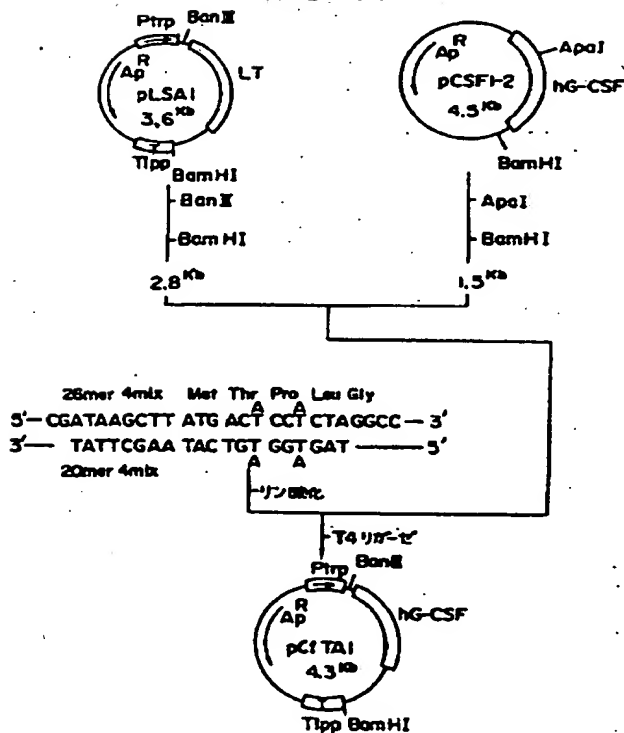 Ptrp BanIII
Ap R
LT
pLSA1
3.6 Kb
Tlpp
BamHI
BanIII
BamHI
2.8 Kb
Ap R
ApaI
hG-CSF
pCSF1-2
4.5 Kb
BamHI
ApaI
BamHI
1.5 Kb
26mer 4mix Met Thr Pro Leu Gly
A A
5'—CGATAAGCTT ATG ACT CCT CTAGGCC—3'
3'— TATTCGAA TAC TGT GGT GAT —5'
A A
20mer 4mix
リン酸化
T4リガーゼ
Ptrp BanIII
Ap R
hG-CSF
pCfTA1
4.3 Kb
Tlpp BamHI